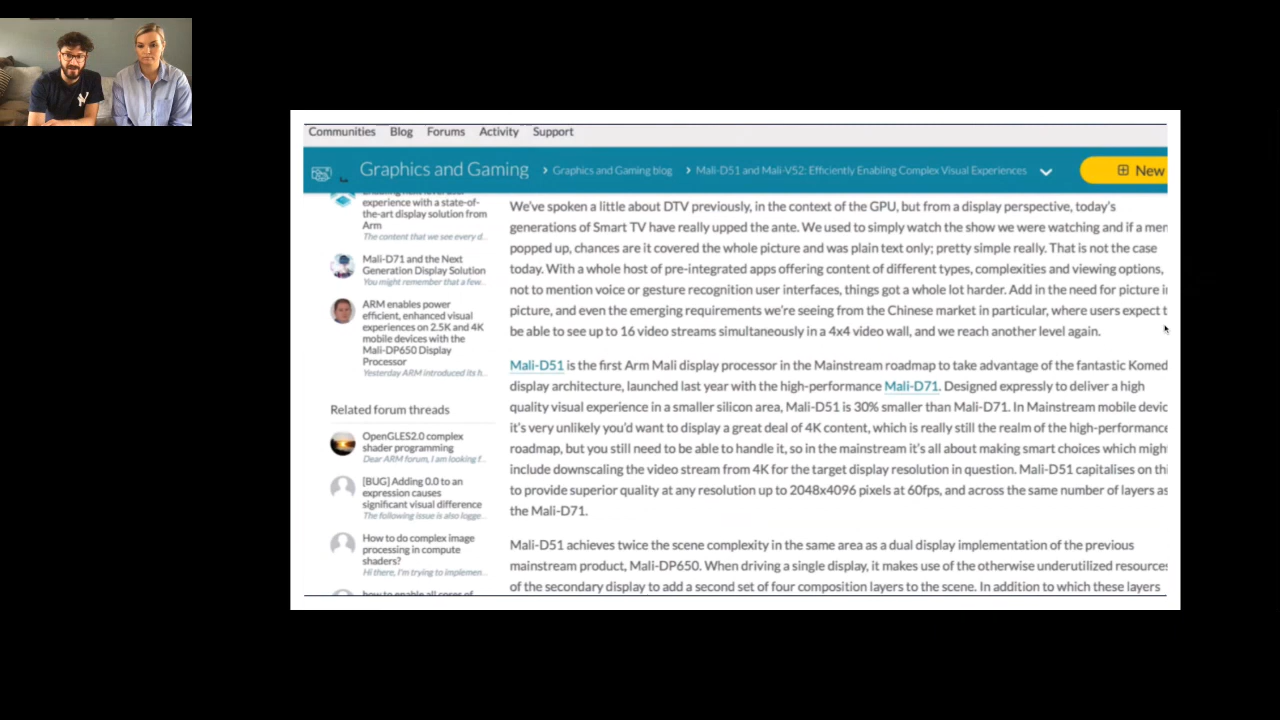 Communities Blog Forums Activity Support
Graphics and Gaming > Graphics and Gaming blog > Mali-D51 and Mali-V52: Efficiently Enabling Complex Visual Experiences New
experience with a state-of-
the-art display solution from
Arm
The content that we see every d...
Mali-D71 and the Next
Generation Display Solution
You might remember that a few...
ARM enables power
efficient, enhanced visual
experiences on 2.5K and 4K
mobile devices with the
Mali-DP650 Display
Processor
Yesterday ARM introduced its h...
Related forum threads
OpenGLES2.0 complex
shader programming
Dear ARM forum, I am looking f...
[BUG] Adding 0.0 to an
expression causes
significant visual difference
The following issue is also logge...
How to do complex image
processing in compute
shaders?
Hi there, I'm trying to implemen...
how to enable all cores of
We've spoken a little about DTV previously, in the context of the GPU, but from a display perspective, today's
generations of Smart TV have really upped the ante. We used to simply watch the show we were watching and if a men
popped up, chances are it covered the whole picture and was plain text only; pretty simple really. That is not the case
today. With a whole host of pre-integrated apps offering content of different types, complexities and viewing options,
not to mention voice or gesture recognition user interfaces, things got a whole lot harder. Add in the need for picture in
picture, and even the emerging requirements we're seeing from the Chinese market in particular, where users expect t
be able to see up to 16 video streams simultaneously in a 4x4 video wall, and we reach another level again.
Mali-D51 is the first Arm Mali display processor in the Mainstream roadmap to take advantage of the fantastic Komed
display architecture, launched last year with the high-performance Mali-D71. Designed expressly to deliver a high
quality visual experience in a smaller silicon area, Mali-D51 is 30% smaller than Mali-D71. In Mainstream mobile devic
it's very unlikely you'd want to display a great deal of 4K content, which is really still the realm of the high-performance
roadmap, but you still need to be able to handle it, so in the mainstream it's all about making smart choices which might
include downscaling the video stream from 4K for the target display resolution in question. Mali-D51 capitalises on thi
to provide superior quality at any resolution up to 2048x4096 pixels at 60fps, and across the same number of layers as
the Mali-D71.
Mali-D51 achieves twice the scene complexity in the same area as a dual display implementation of the previous
mainstream product, Mali-DP650. When driving a single display, it makes use of the otherwise underutilized resources
of the secondary display to add a second set of four composition layers to the scene. In addition to which these layers